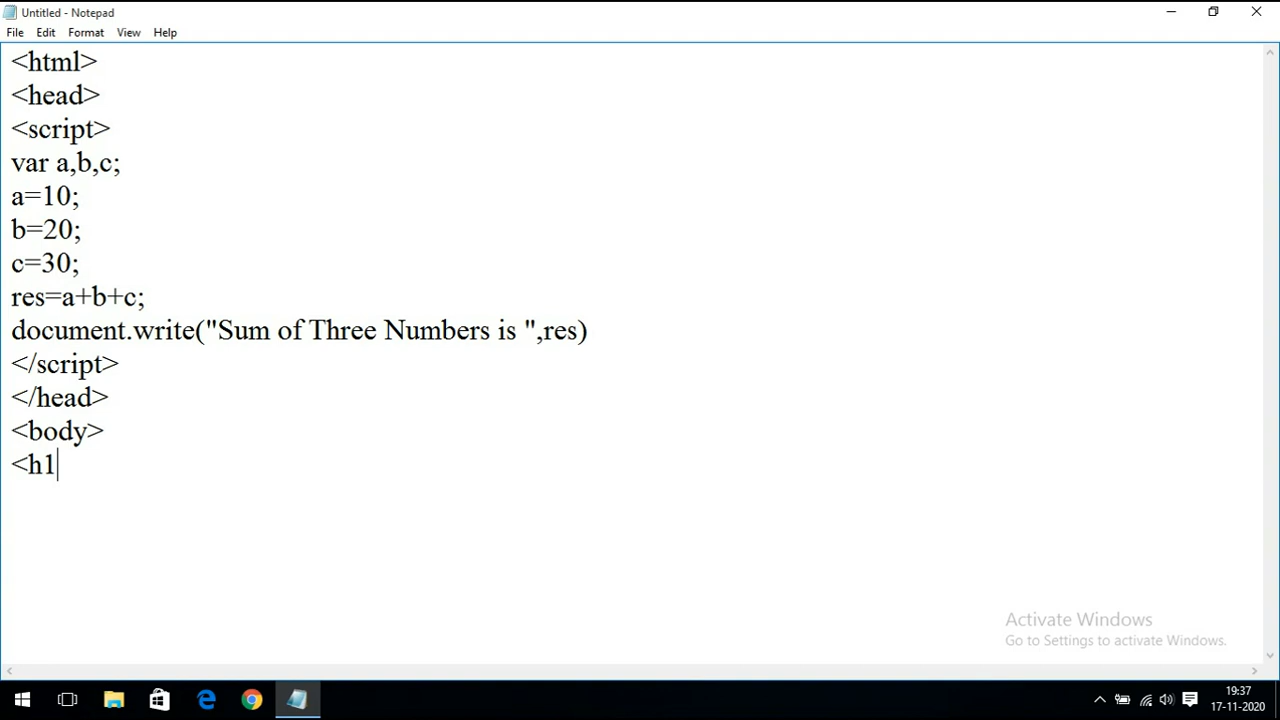 Untitled - Notepad
File Edit Format View Help
<html>
<head>
<script>
var a,b,c;
a=10;
b=20;
c=30;
res=a+b+c;
document.write("Sum of Three Numbers is ",res)
</script>
</head>
<body>
<h1
Activate Windows
Go to Settings to activate Windows.
19:37
17-11-2020